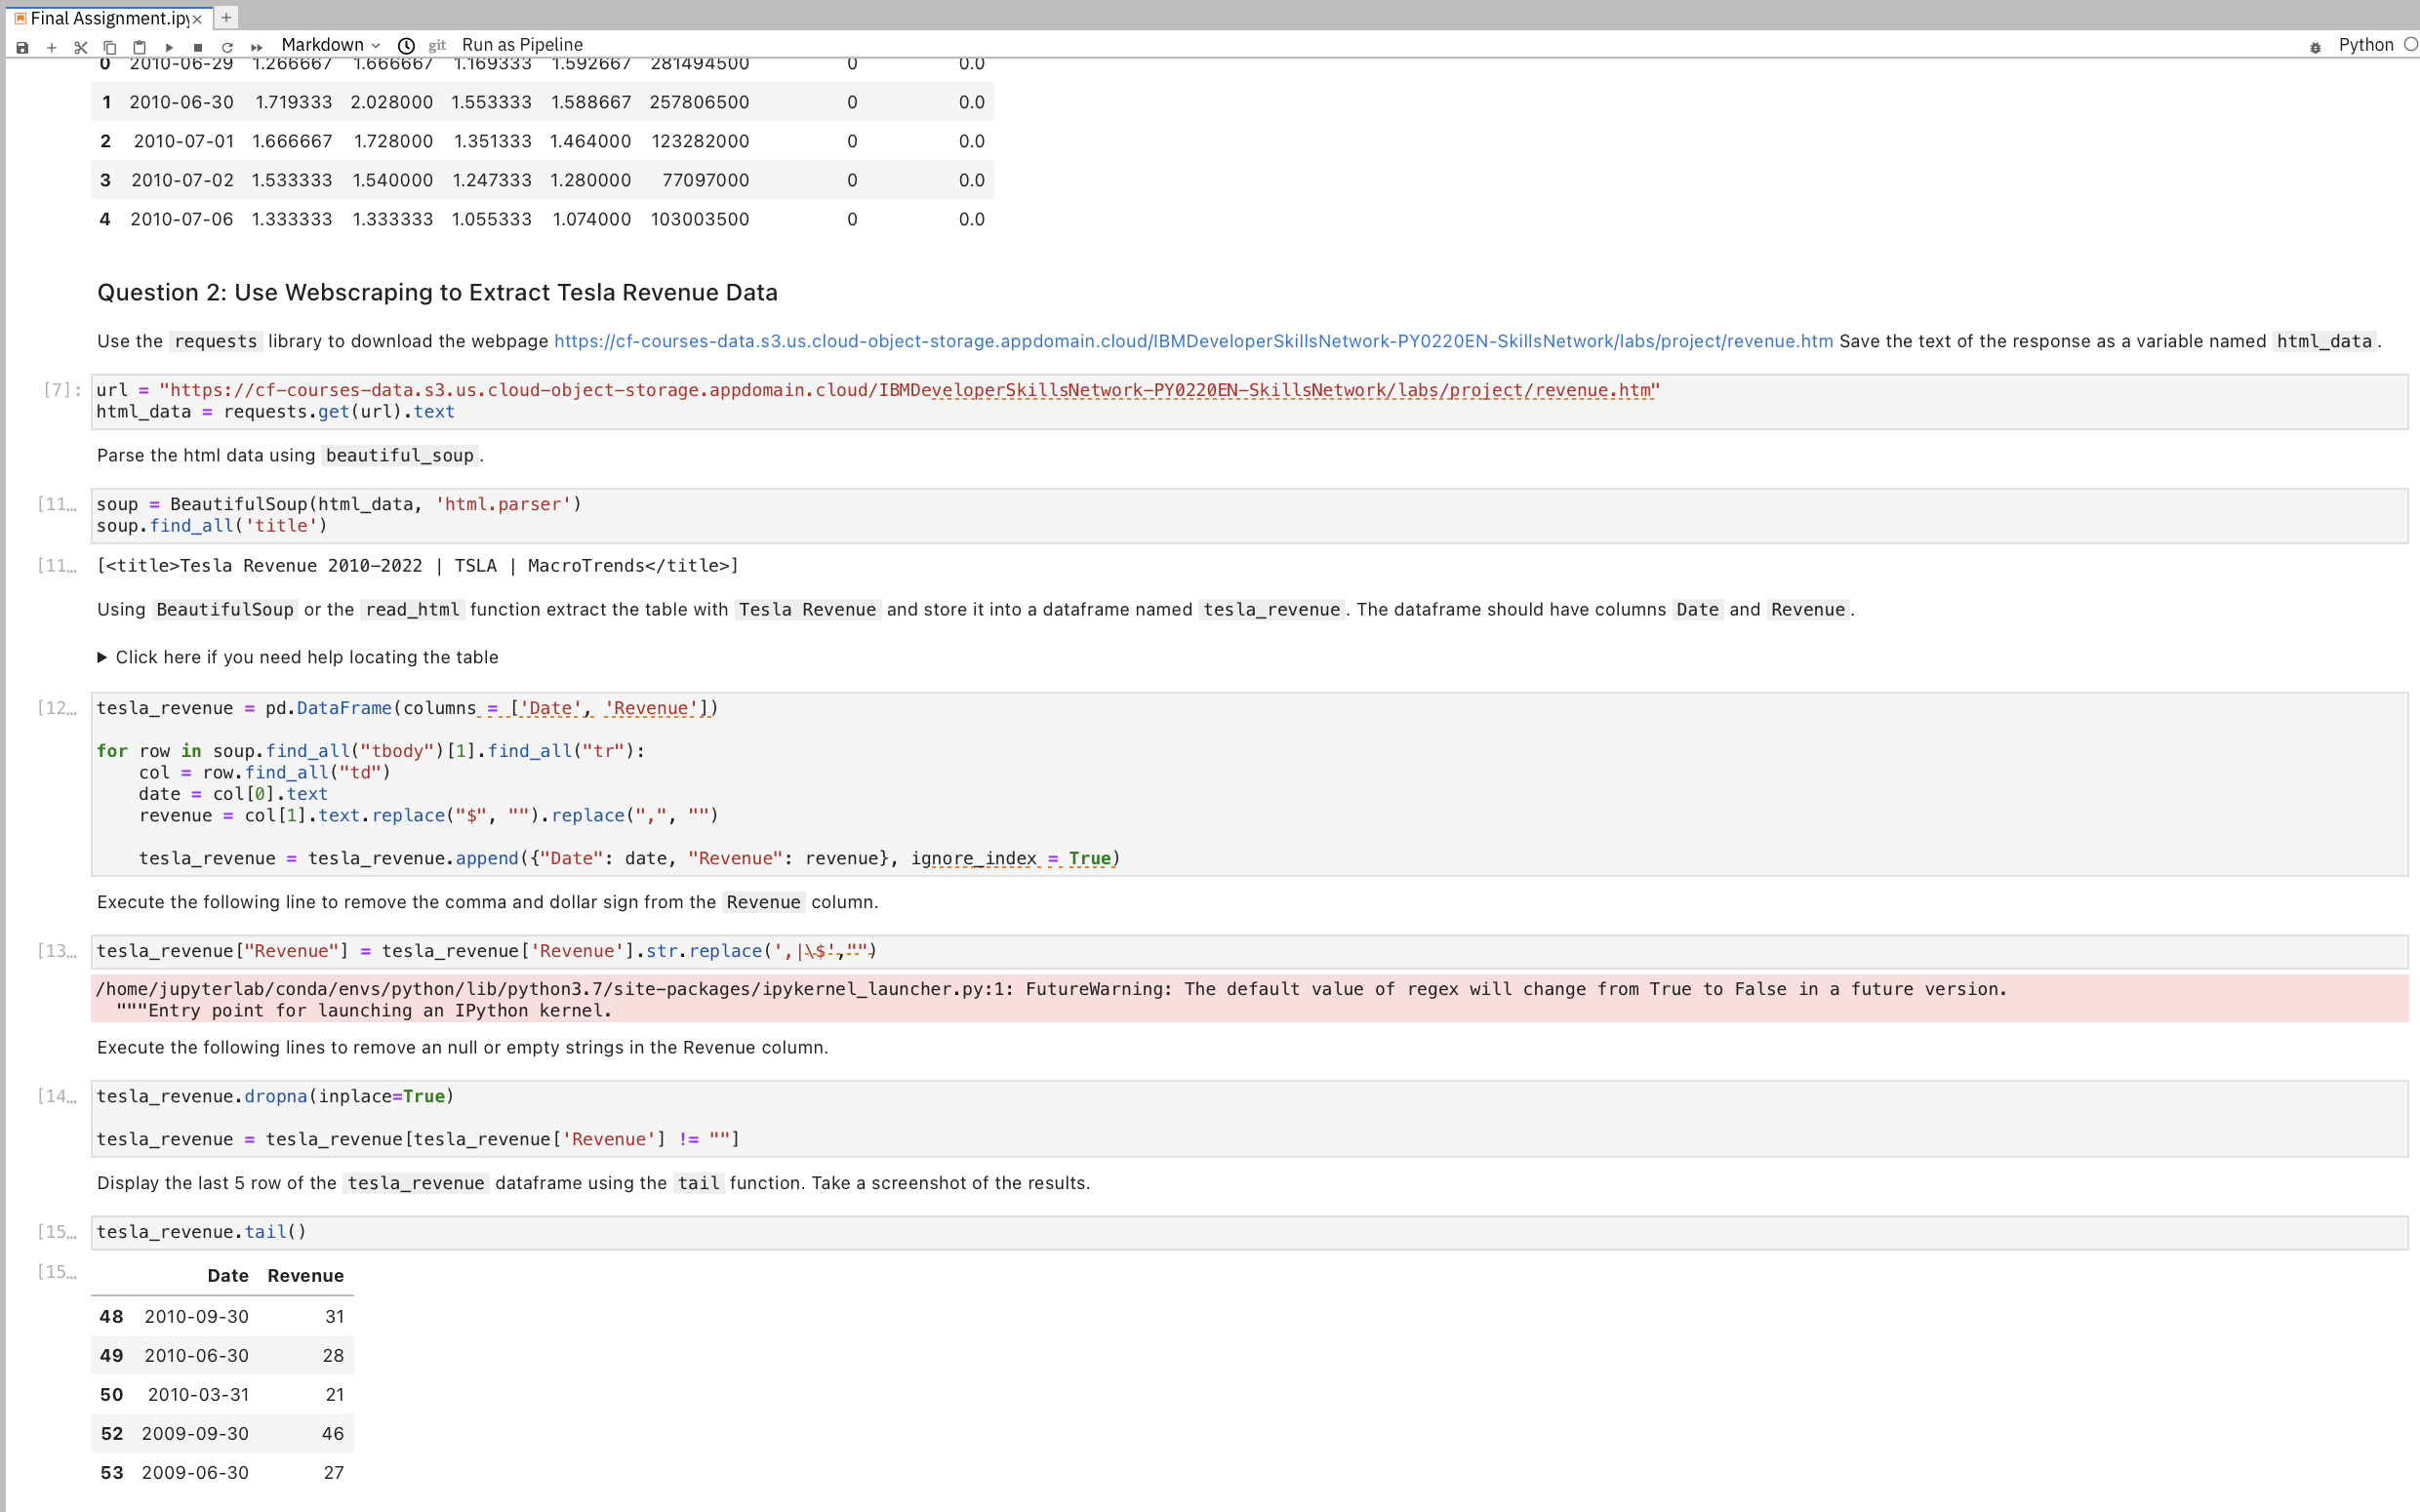 Final Assignment.ipy
Markdown git Run as Pipeline Python
0 2010-06-29 1.266667 1.666667 1.169333 1.592667 281494500 0 0.0
1 2010-06-30 1.719333 2.028000 1.553333 1.588667 257806500 0 0.0
2 2010-07-01 1.666667 1.728000 1.351333 1.464000 123282000 0 0.0
3 2010-07-02 1.533333 1.540000 1.247333 1.280000 77097000 0 0.0
4 2010-07-06 1.333333 1.333333 1.055333 1.074000 103003500 0 0.0
Question 2: Use Webscraping to Extract Tesla Revenue Data
Use the requests library to download the webpage https://cf-courses-data.s3.us.cloud-object-storage.appdomain.cloud/IBMDeveloperSkillsNetwork-PY0220EN-SkillsNetwork/labs/project/revenue.htm Save the text of the response as a variable named html_data.
[7]: url = "https://cf-courses-data.s3.us.cloud-object-storage.appdomain.cloud/IBMDeveloperSkillsNetwork-PY0220EN-SkillsNetwork/labs/project/revenue.htm"
html_data = requests.get(url).text
Parse the html data using beautiful_soup.
[11… soup = BeautifulSoup(html_data, 'html.parser')
soup.find_all('title')
[11… [<title>Tesla Revenue 2010-2022 | TSLA | MacroTrends</title>]
Using BeautifulSoup or the read_html function extract the table with Tesla Revenue and store it into a dataframe named tesla_revenue. The dataframe should have columns Date and Revenue.
▶ Click here if you need help locating the table
[12… tesla_revenue = pd.DataFrame(columns = ['Date', 'Revenue'])
for row in soup.find_all("tbody")[1].find_all("tr"):
    col = row.find_all("td")
    date = col[0].text
    revenue = col[1].text.replace("$", "").replace(",", "")
    tesla_revenue = tesla_revenue.append({"Date": date, "Revenue": revenue}, ignore_index = True)
Execute the following line to remove the comma and dollar sign from the Revenue column.
[13… tesla_revenue["Revenue"] = tesla_revenue['Revenue'].str.replace(',|\$',"")
/home/jupyterlab/conda/envs/python/lib/python3.7/site-packages/ipykernel_launcher.py:1: FutureWarning: The default value of regex will change from True to False in a future version.
  """Entry point for launching an IPython kernel.
Execute the following lines to remove an null or empty strings in the Revenue column.
[14… tesla_revenue.dropna(inplace=True)
tesla_revenue = tesla_revenue[tesla_revenue['Revenue'] != ""]
Display the last 5 row of the tesla_revenue dataframe using the tail function. Take a screenshot of the results.
[15… tesla_revenue.tail()
[15… Date Revenue
48 2010-09-30 31
49 2010-06-30 28
50 2010-03-31 21
52 2009-09-30 46
53 2009-06-30 27